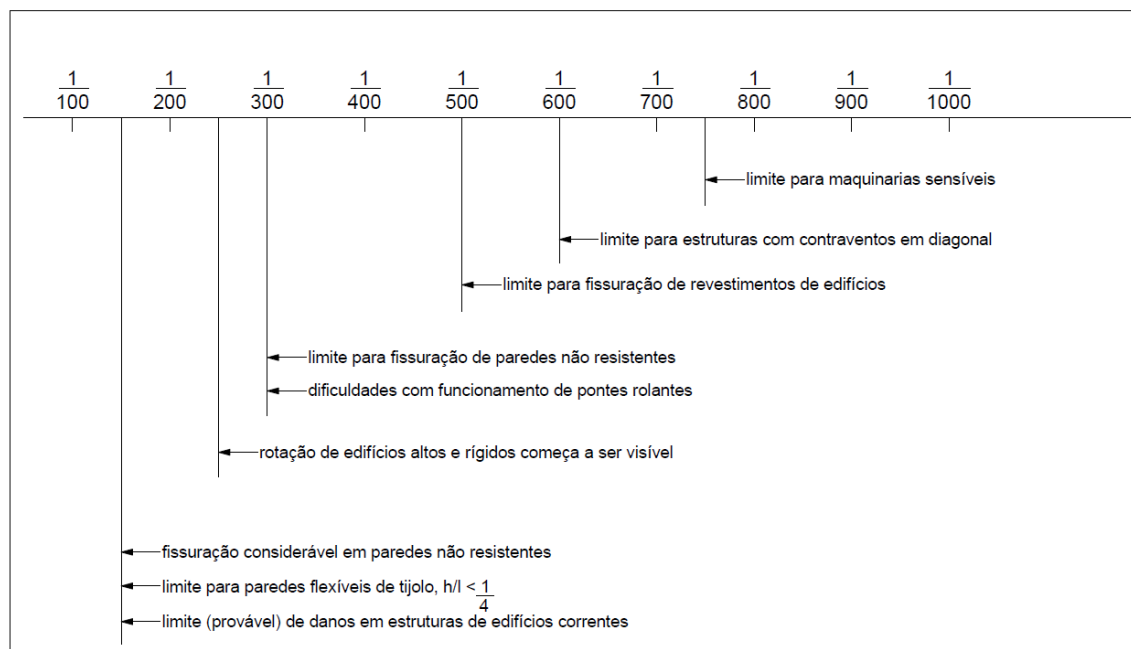 1/100 1/200 1/300 1/400 1/500 1/600 1/700 1/800 1/900 1/1000
limite para maquinarias sensíveis
limite para estruturas com contraventos em diagonal
limite para fissuração de revestimentos de edifícios
limite para fissuração de paredes não resistentes
dificuldades com funcionamento de pontes rolantes
rotação de edifícios altos e rígidos começa a ser visível
fissuração considerável em paredes não resistentes
limite para paredes flexíveis de tijolo, h/l < 1/4
limite (provável) de danos em estruturas de edifícios correntes